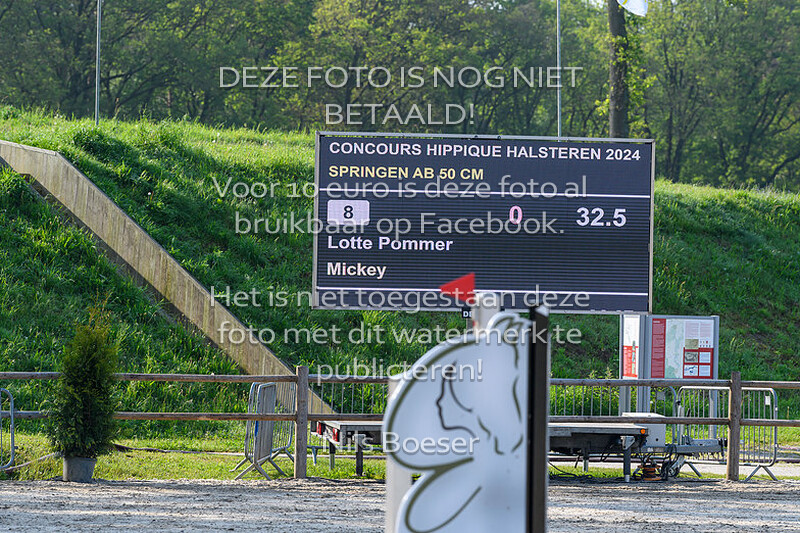 DEZE FOTO IS NOG NIET
BETAALD!
CONCOURS HIPPIQUE HALSTEREN 2024
SPRINGEN AB 50 CM
Voor 10 euro is deze foto al
bruikbaar op Facebook.
8 0 32.5
Lotte Pommer
Mickey
Het is niet toegestaan deze
foto met dit watermerk te
publiceren!
Nils Boeser